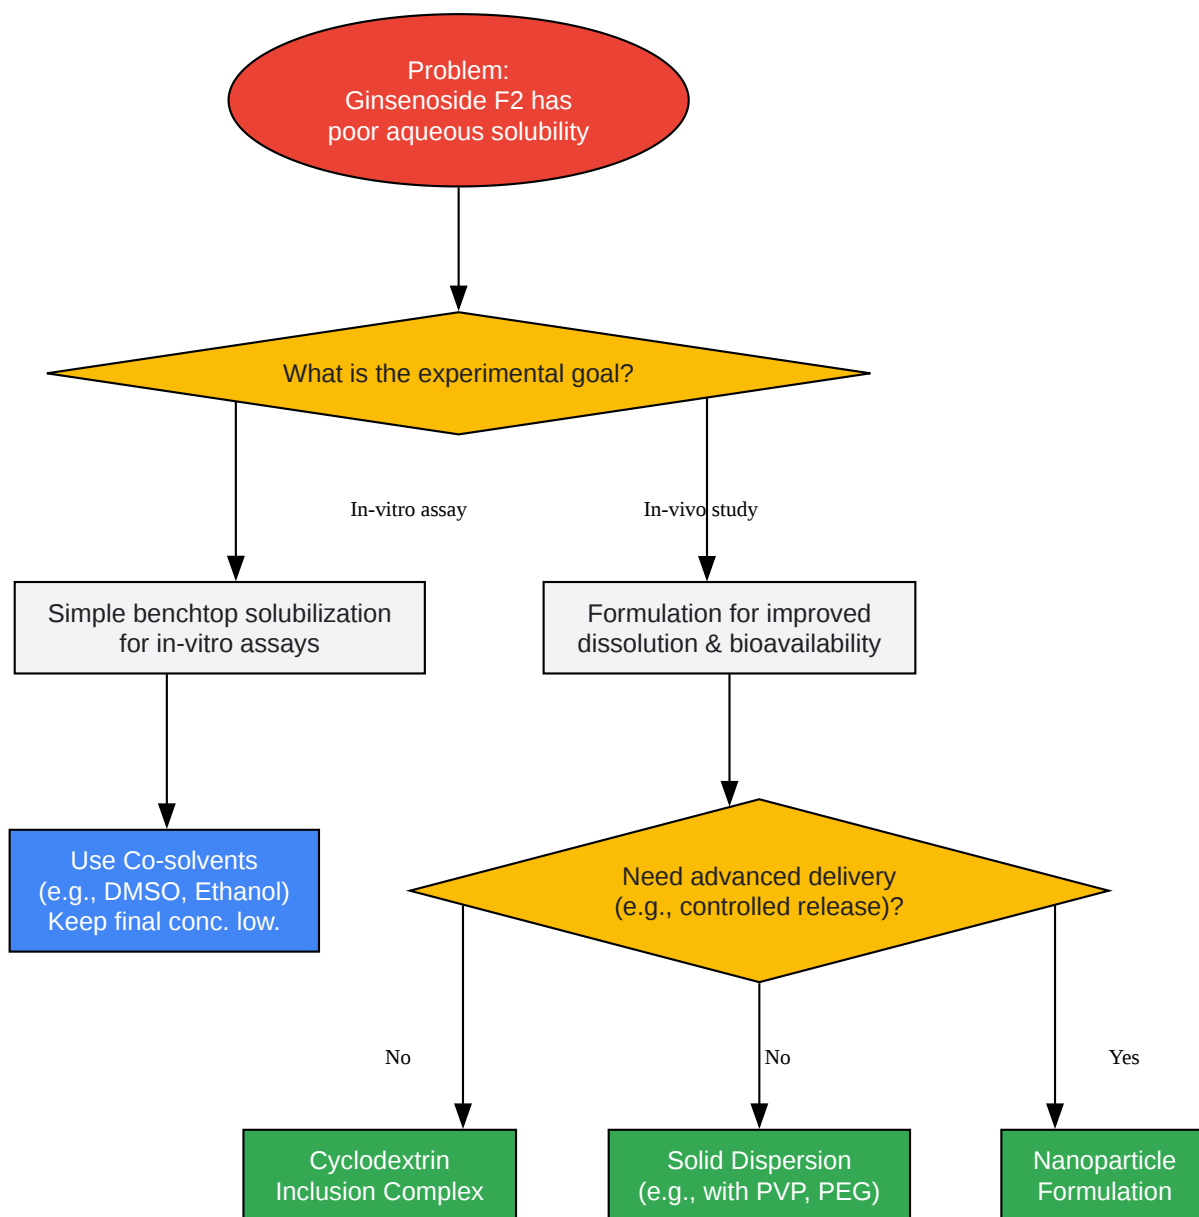 Problem:
Ginsenoside F2 has
poor aqueous solubility
What is the experimental goal?
In-vitro assay
In-vivo study
Simple benchtop solubilization
for in-vitro assays
Formulation for improved
dissolution & bioavailability
Use Co-solvents
(e.g., DMSO, Ethanol)
Keep final conc. low.
Need advanced delivery
(e.g., controlled release)?
No
No
Yes
Cyclodextrin
Inclusion Complex
Solid Dispersion
(e.g., with PVP, PEG)
Nanoparticle
Formulation